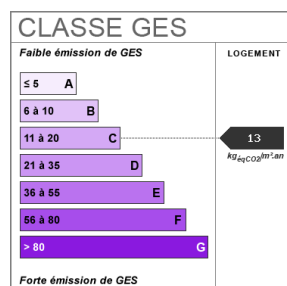 CLASSE GES
Faible émission de GES
LOGEMENT
≤ 5 A
6 à 10 B
11 à 20 C
13
kgéqCO2/m².an
21 à 35 D
36 à 55 E
56 à 80 F
> 80 G
Forte émission de GES